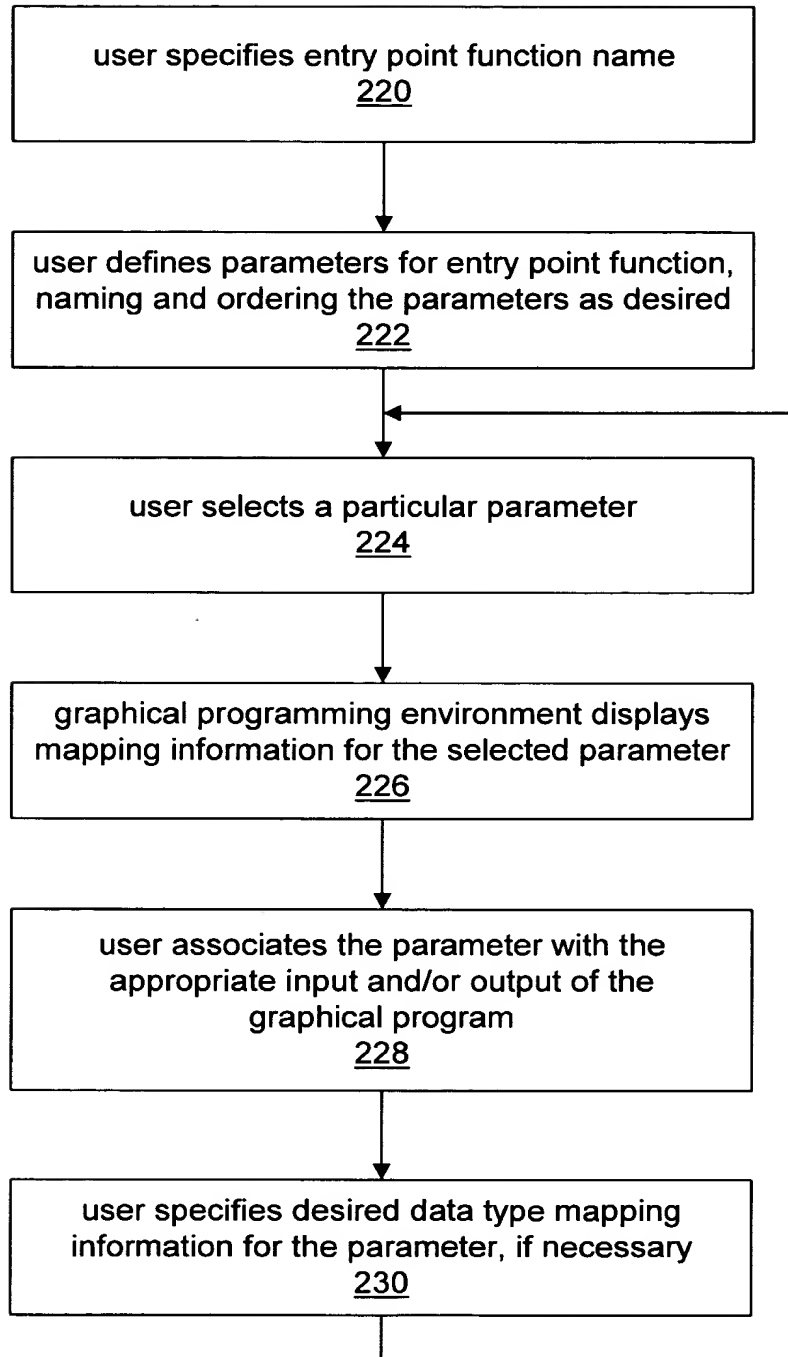 user specifies entry point function name
220
user defines parameters for entry point function,
naming and ordering the parameters as desired
222
user selects a particular parameter
224
graphical programming environment displays
mapping information for the selected parameter
226
user associates the parameter with the
appropriate input and/or output of the
graphical program
228
user specifies desired data type mapping
information for the parameter, if necessary
230